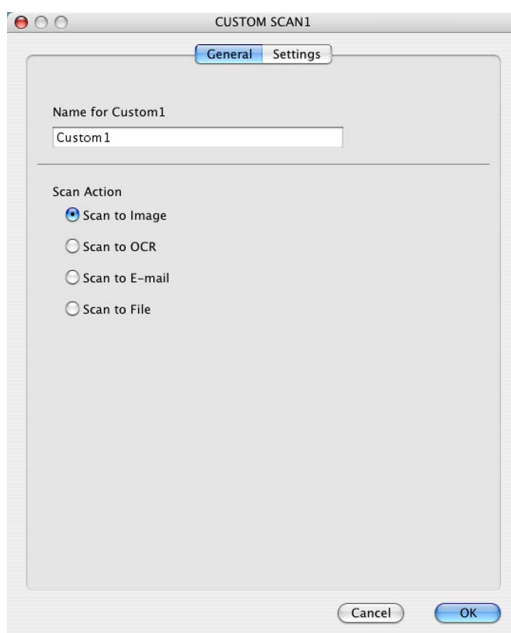 CUSTOM SCAN1
General Settings
Name for Custom1
Custom1
Scan Action
Scan to Image
Scan to OCR
Scan to E-mail
Scan to File
Cancel OK